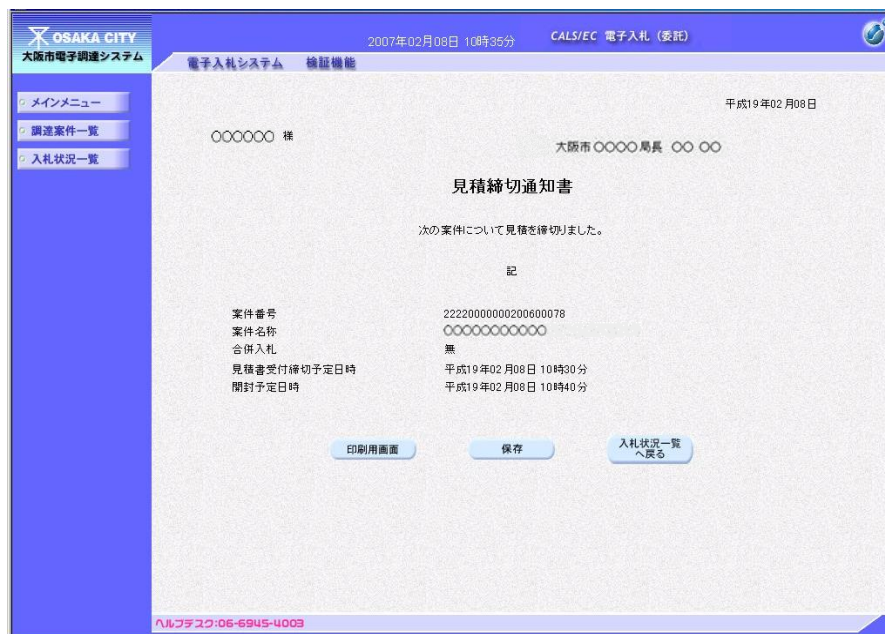 OSAKA CITY
大阪市電子調達システム
2007年02月08日 10時35分
CALS/EC 電子入札(委託)
電子入札システム 検証機能
メインメニュー
調達案件一覧
入札状況一覧
平成19年02月08日
〇〇〇〇〇〇 様
大阪市〇〇〇〇局長 〇〇 〇〇
見積締切通知書
次の案件について見積を締切りました。
記
案件番号 22220000000200600078
案件名称 〇〇〇〇〇〇〇〇〇〇〇
合併入札 無
見積書受付締切予定日時 平成19年02月08日 10時30分
開封予定日時 平成19年02月08日 10時40分
印刷用画面
保存
入札状況一覧
へ戻る
ヘルプデスク:06-6945-4003